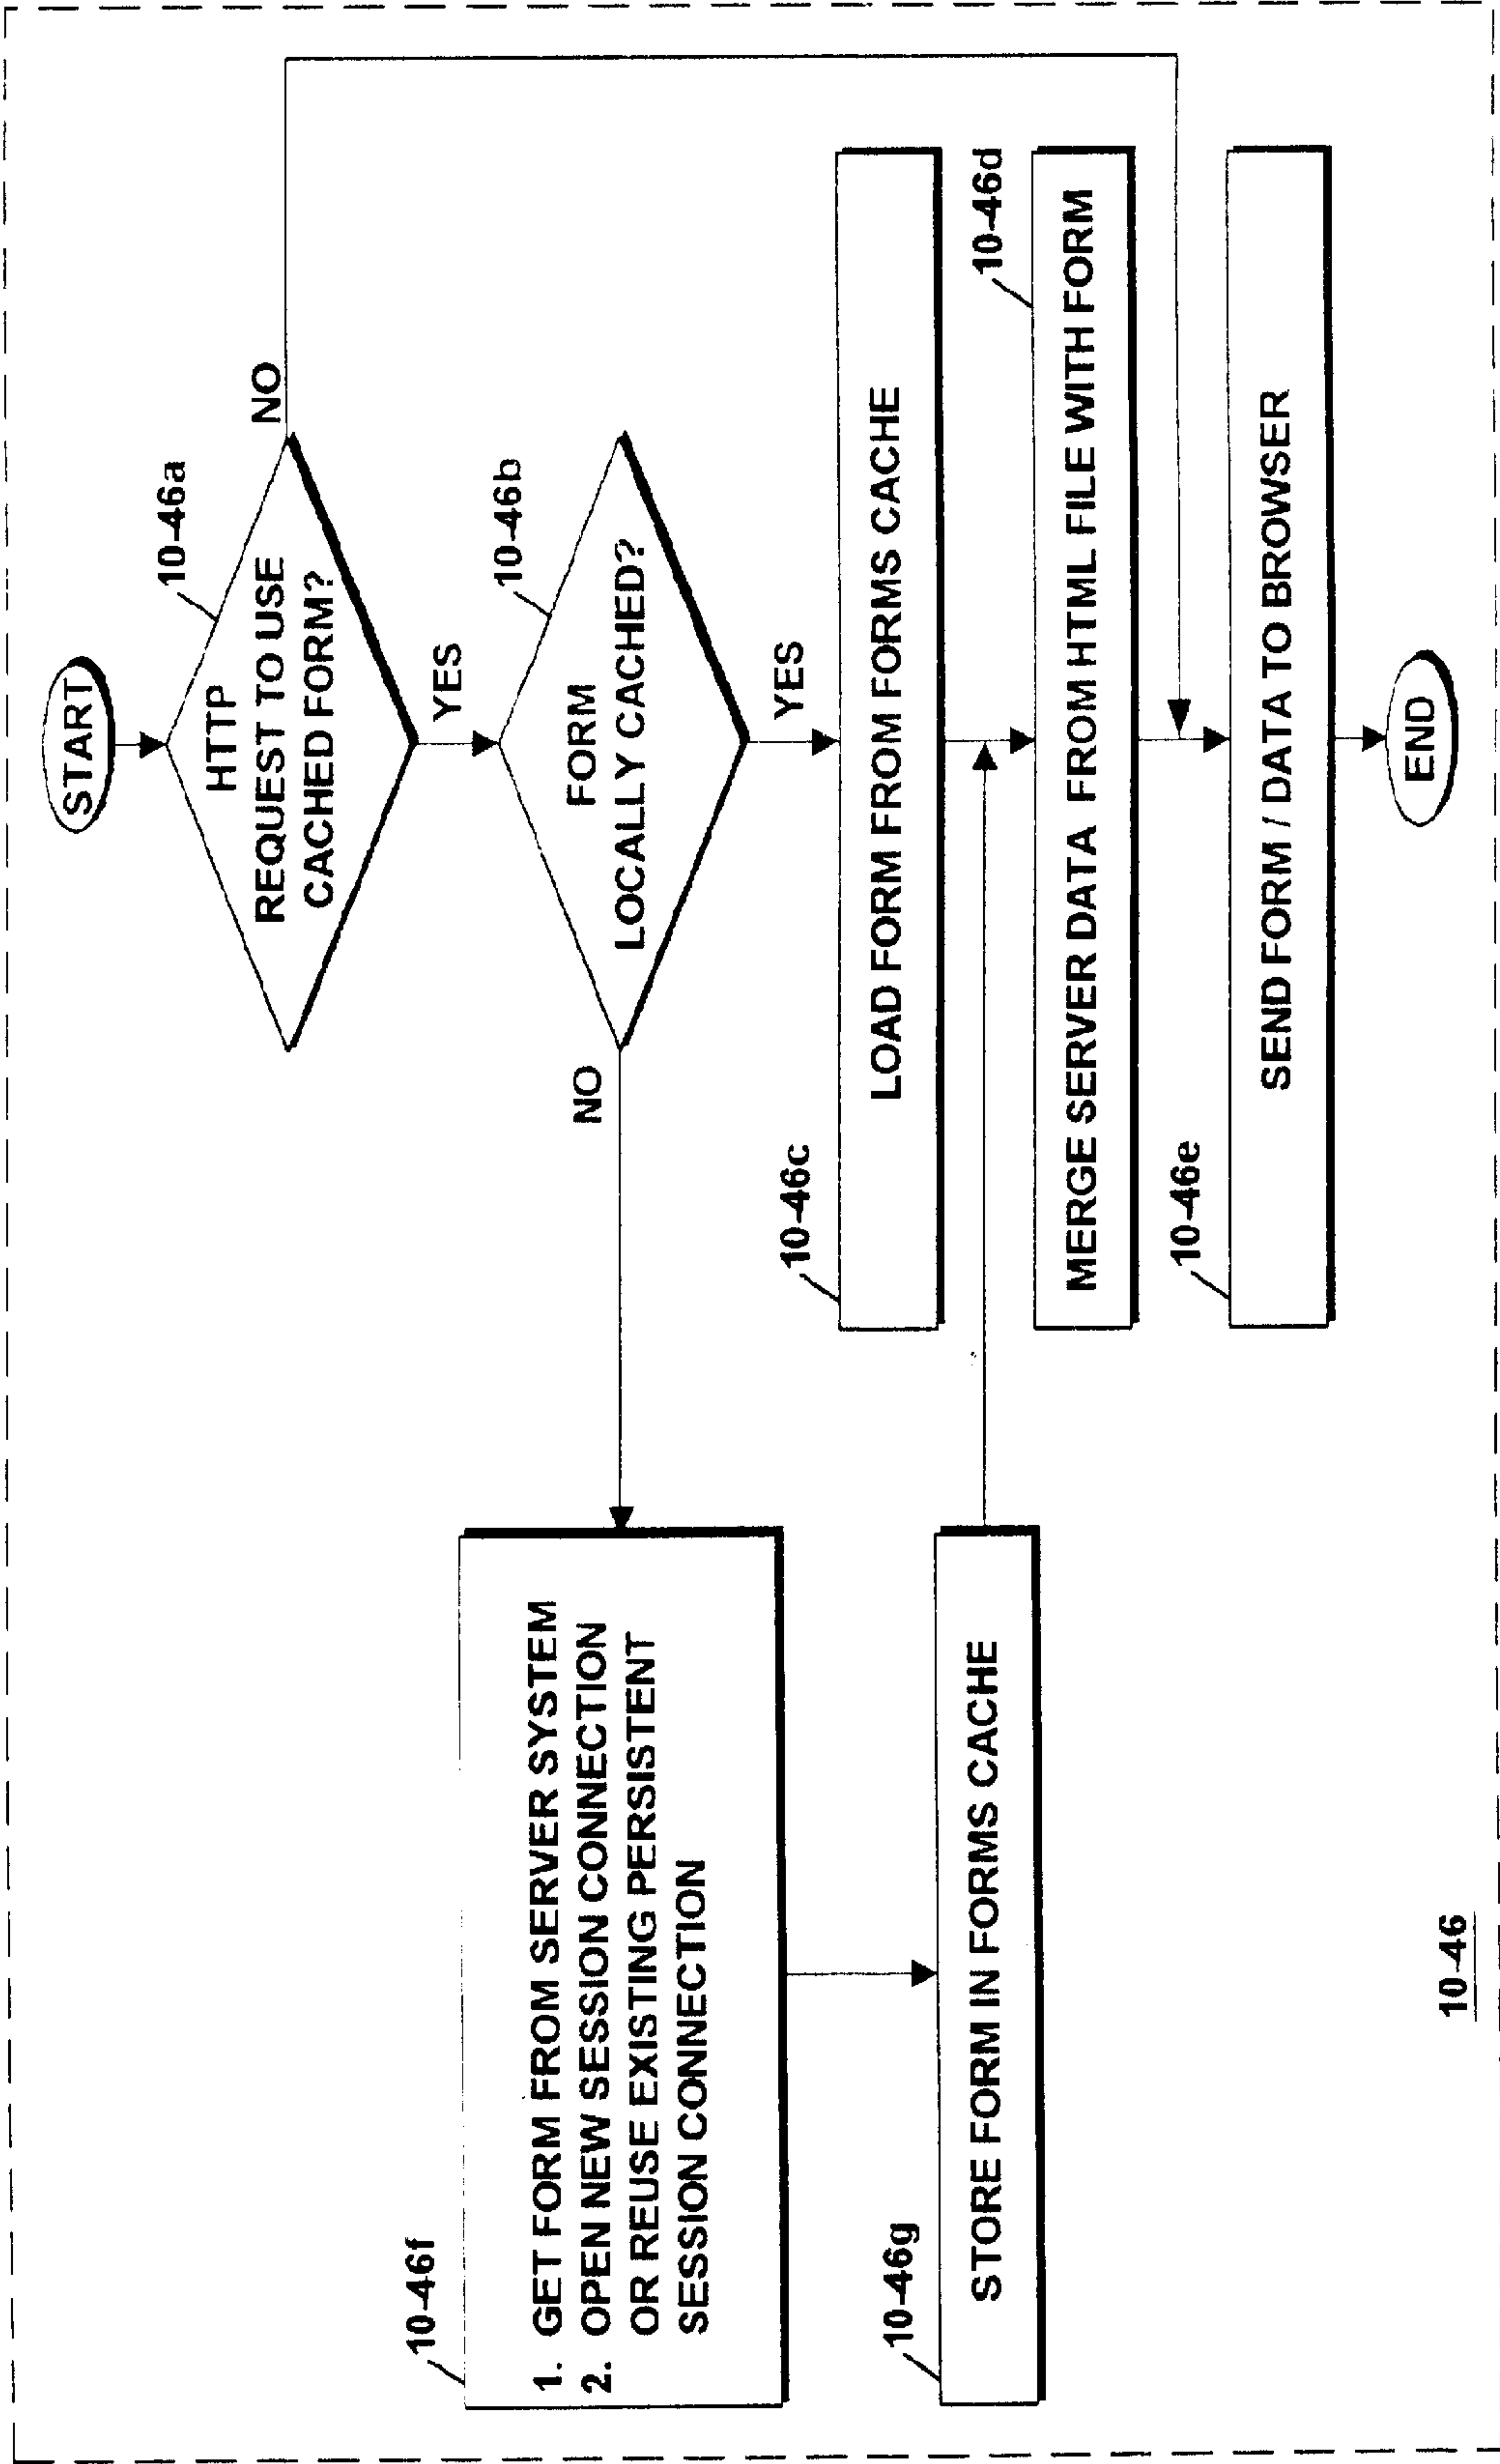 START
10-46a
HTTP
REQUEST TO USE
CACHED FORM?
NO
YES
10-46b
FORM
LOCALLY CACHED?
NO
YES
10-46f
1. GET FORM FROM SERVER SYSTEM
2. OPEN NEW SESSION CONNECTION
OR REUSE EXISTING PERSISTENT
SESSION CONNECTION
10-46c
LOAD FORM FROM FORMS CACHE
10-46g
STORE FORM IN FORMS CACHE
10-46d
MERGE SERVER DATA FROM HTML FILE WITH FORM
10-46e
SEND FORM / DATA TO BROWSER
END
10-46